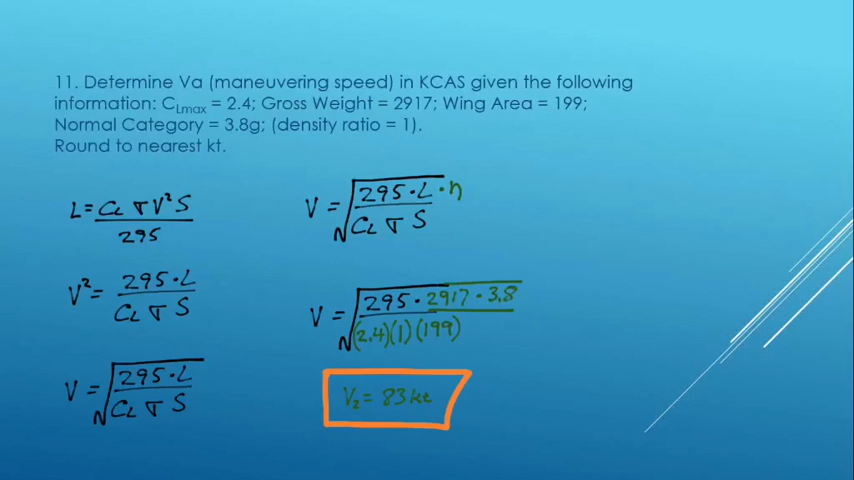 11. Determine Va (maneuvering speed) in KCAS given the following
information: CLmax = 2.4; Gross Weight = 2917; Wing Area = 199;
Normal Category = 3.8g; (density ratio = 1).
Round to nearest kt.
L = CL σ V² S / 295
V² = 295 · L / CL σ S
V = √(295 · L / CL σ S)
V = √(295 · L · n / CL σ S)
V = √(295 · 2917 · 3.8 / (2.4)(1)(199))
V₂ = 83 kt